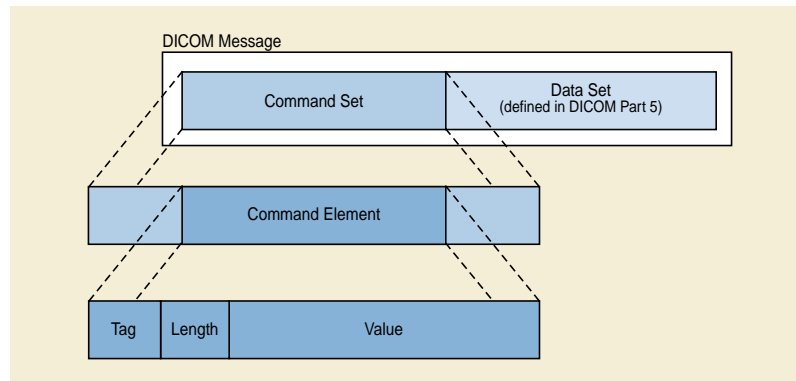 DICOM Message
Command Set
Data Set
(defined in DICOM Part 5)
Command Element
Tag
Length
Value